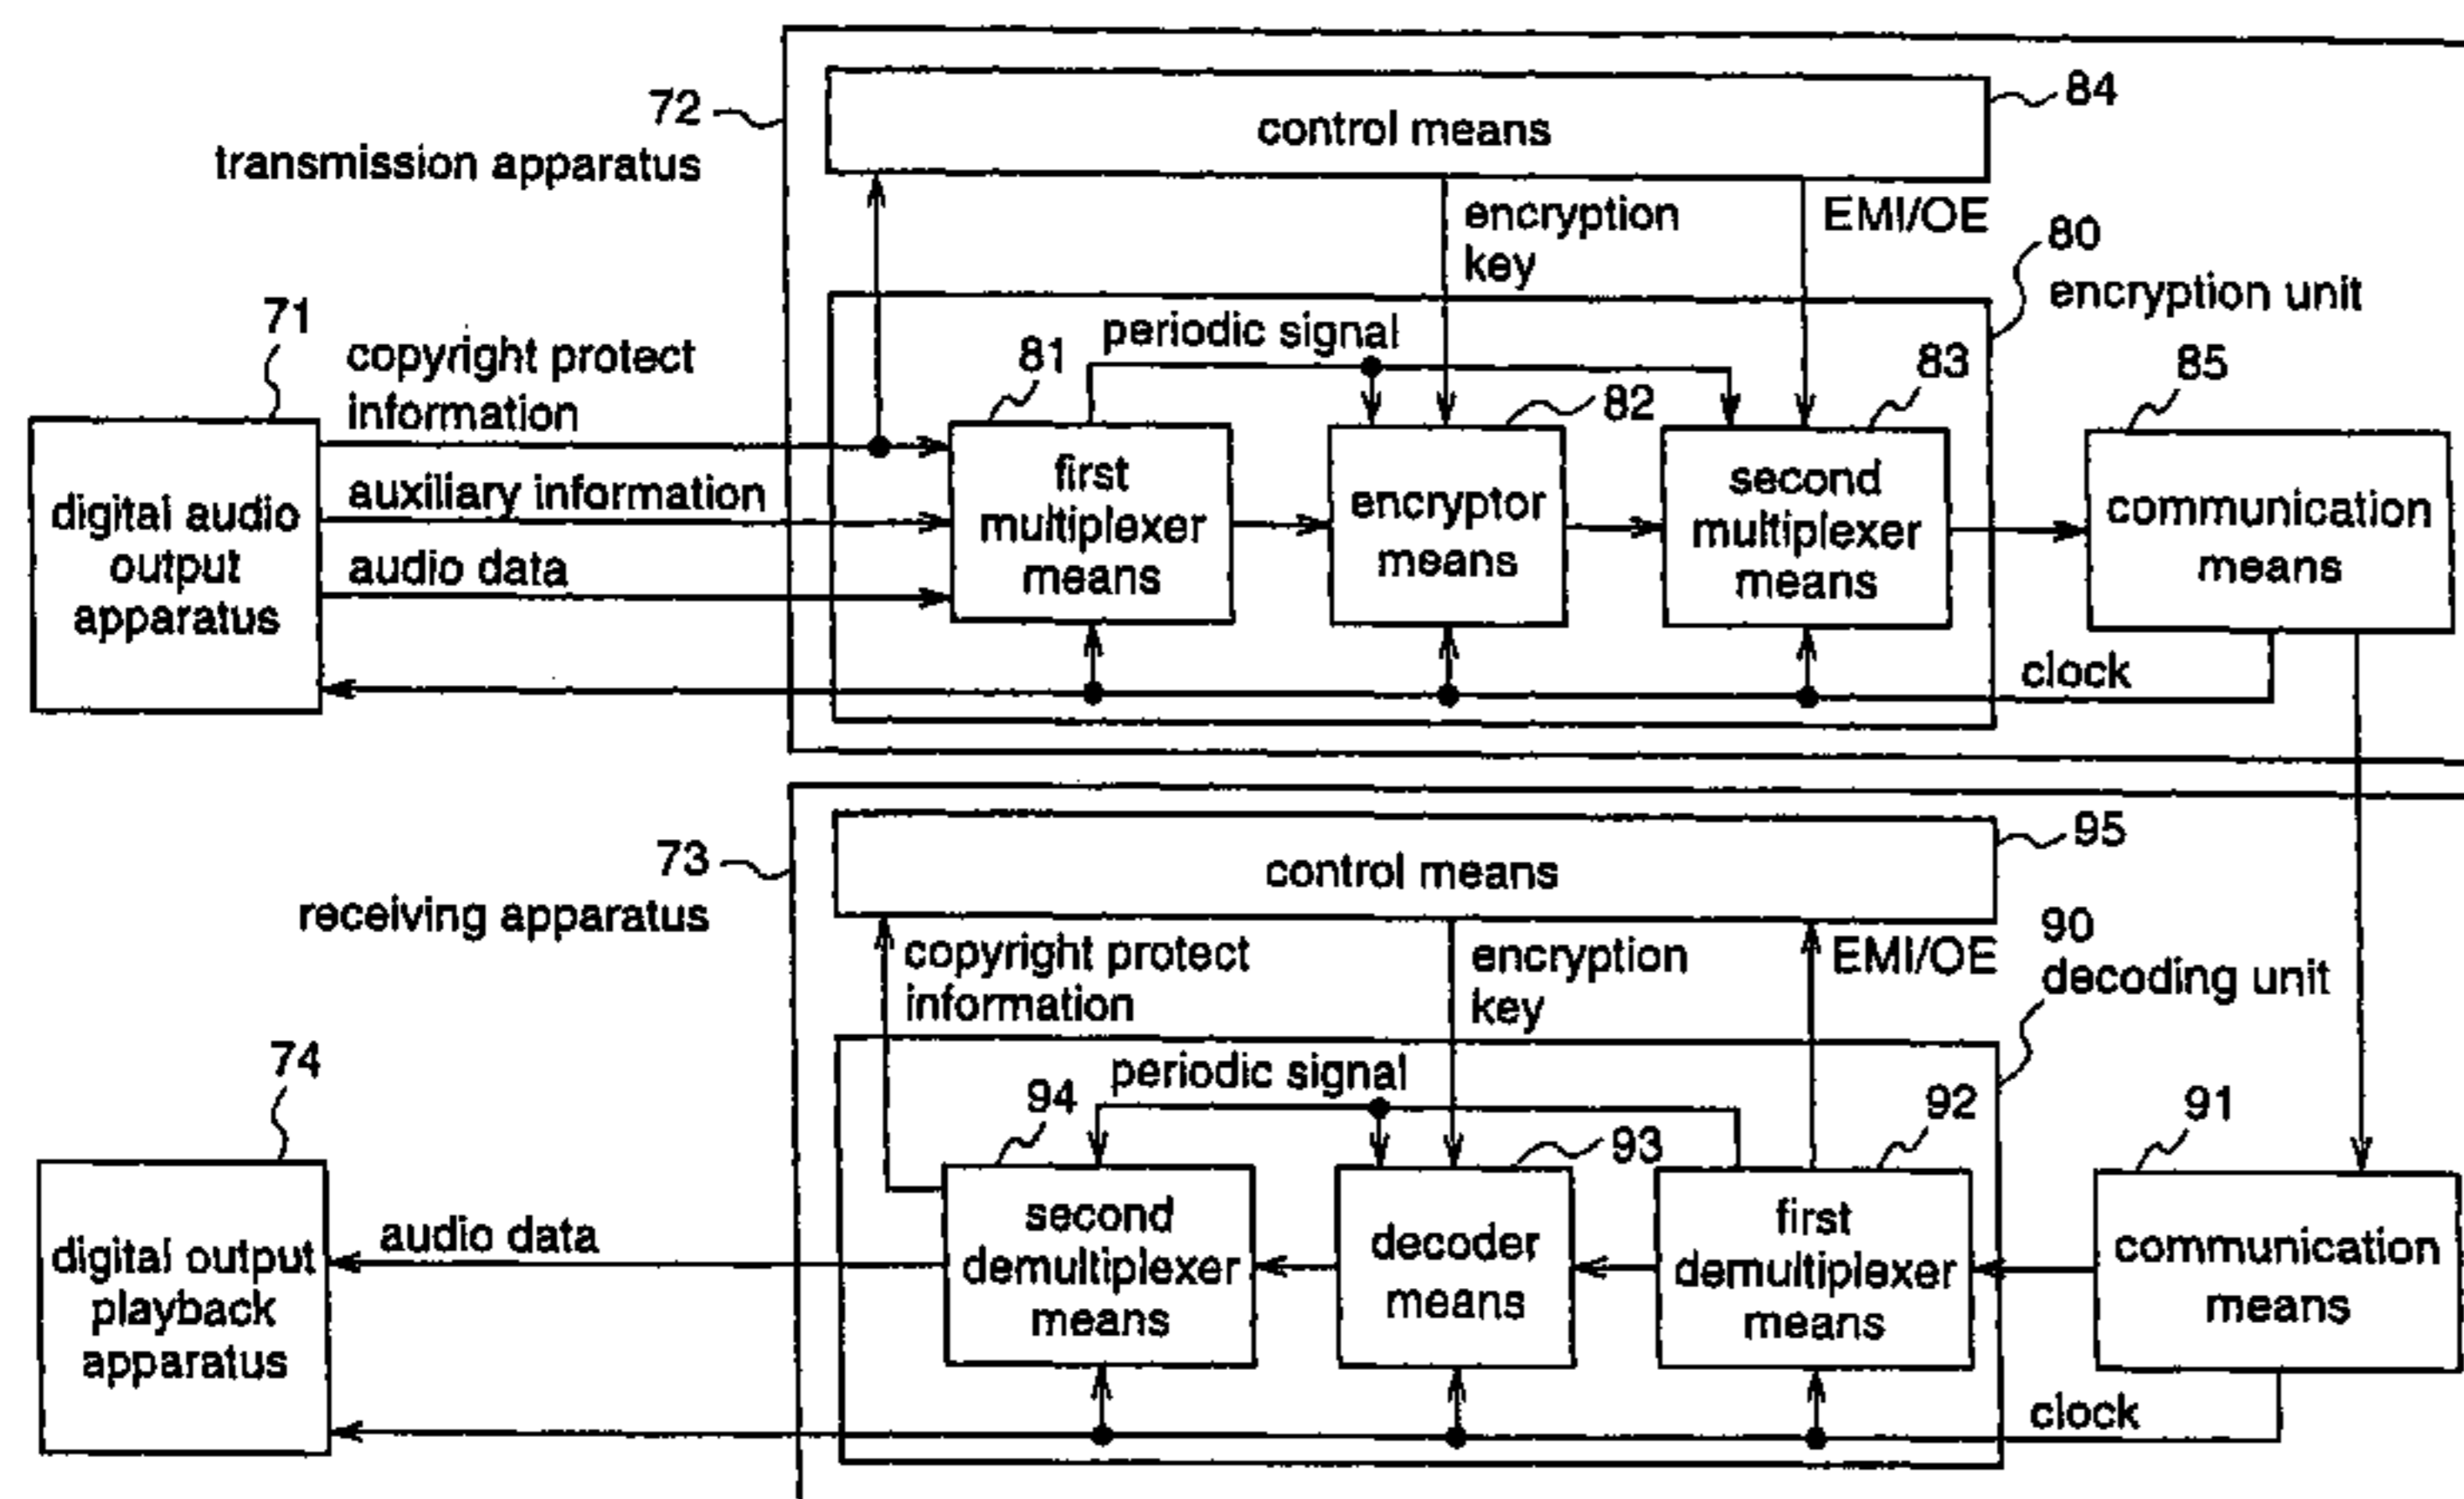 72
transmission apparatus
control means
84
encryption
key
EMI/OE
80
encryption unit
71
copyright protect
information
periodic signal
81
82
83
85
digital audio
output
apparatus
auxiliary information
audio data
first
multiplexer
means
encryptor
means
second
multiplexer
means
communication
means
clock
73
receiving apparatus
control means
95
copyright protect
information
encryption
key
EMI/OE
90
decoding unit
74
periodic signal
94
93
92
91
digital output
playback
apparatus
audio data
second
demultiplexer
means
decoder
means
first
demultiplexer
means
communication
means
clock